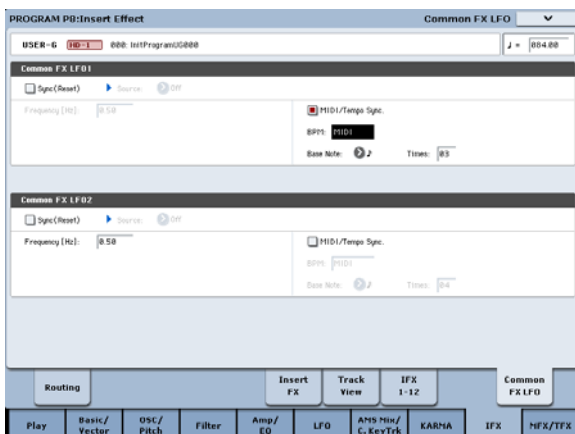 PROGRAM P8:Insert Effect Common FX LFO
USER-G HD-1 000: InitProgramUG000 ♩ = 084.00
Common FX LFO1
Sync(Reset) Source: Off
Frequency [Hz]: 0.50 MIDI/Tempo Sync.
BPM: MIDI
Base Note: ♪ Times: 03
Common FX LFO2
Sync(Reset) Source: Off
Frequency [Hz]: 0.50 MIDI/Tempo Sync.
BPM: MIDI
Base Note: ♪ Times: 04
Routing Insert FX Track View IFX 1-12 Common FX LFO
Play Basic/Vector OSC/Pitch Filter Amp/EQ LFO AMS Mix/C.KeyTrk KARMA IFX MFX/TFX